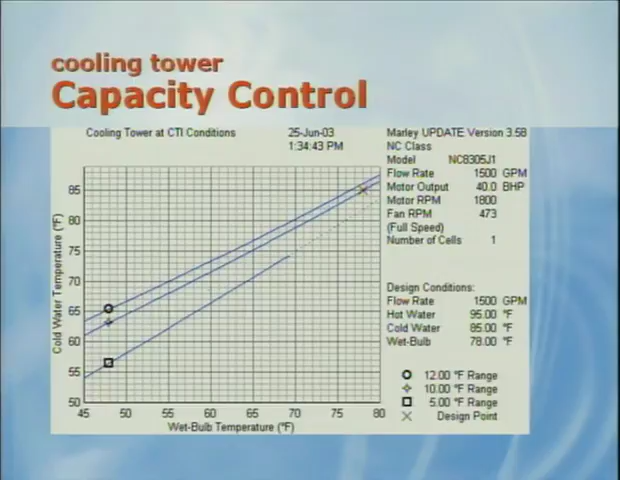 cooling tower
Capacity Control
Cooling Tower at CTI Conditions
25-Jun-03
1:34:43 PM
Marley UPDATE Version 3.58
NC Class
Model NC8305J1
Flow Rate 1500 GPM
Motor Output 40.0 BHP
Motor RPM 1800
Fan RPM 473
(Full Speed)
Number of Cells 1
Design Conditions:
Flow Rate 1500 GPM
Hot Water 95.00 °F
Cold Water 85.00 °F
Wet-Bulb 78.00 °F
12.00 °F Range
10.00 °F Range
5.00 °F Range
Design Point
Cold Water Temperature (°F)
85
80
75
70
65
60
55
50
45 50 55 60 65 70 75 80
Wet-Bulb Temperature (°F)